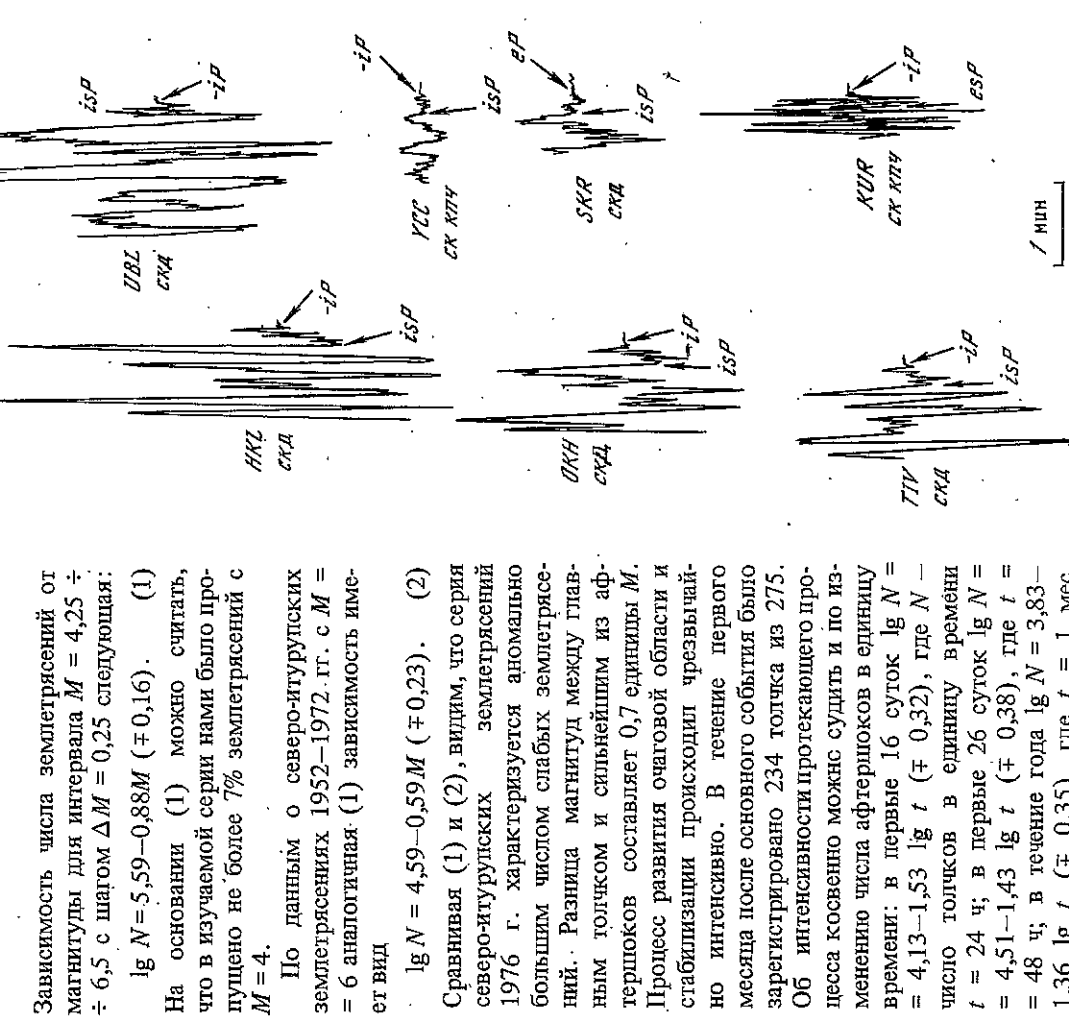 Зависимость числа землетрясений от
магнитуды для интервала M = 4,25 ÷
÷ 6,5 с шагом ΔM = 0,25 следующая:
lg N = 5,59–0,88M (∓ 0,16). (1)
На основании (1) можно считать,
что в изучаемой серии нами было про-
пущено не более 7% землетрясений с
M = 4.
По данным о северо-итурупских
землетрясениях 1952–1972 гг. с M =
= 6 аналогичная (1) зависимость име-
ет вид
lg N = 4,59–0,59M (∓ 0,23). (2)
Сравнивая (1) и (2), видим, что серия
северо-итурупских землетрясений
1976 г. характеризуется аномально
большим числом слабых землетрясе-
ний. Разница магнитуд между глав-
ным толчком и сильнейшим из аф-
тершоков составляет 0,7 единицы M.
Процесс развития очаговой области и
стабилизации происходил чрезвычай-
но интенсивно. В течение первого
месяца после основного события было
зарегистрировано 234 толчка из 275.
Об интенсивности протекающего про-
цесса косвенно можнс судить и по из-
менению числа афтершоков в единицу
времени: в первые 16 суток lg N =
= 4,13–1,53 lg t (∓ 0,32), где N –
число толчков в единицу времени
t = 24 ч; в первые 26 суток lg N =
= 4,51–1,43 lg t (∓ 0,38), где t =
= 48 ч; в течение года lg N = 3,83–
1,36 lg t (∓ 0,35), где t = 1 мес
HKL
СКД
-iP
isP
UBL
СКД
isP
-iP
OKH
СКД
-iP
isP
YCC
СК КПЧ
-iP
isP
SKR
СКД
eP
isP
TIV
СКД
-iP
isP
KUR
СК КПЧ
-iP
esP
1 мин